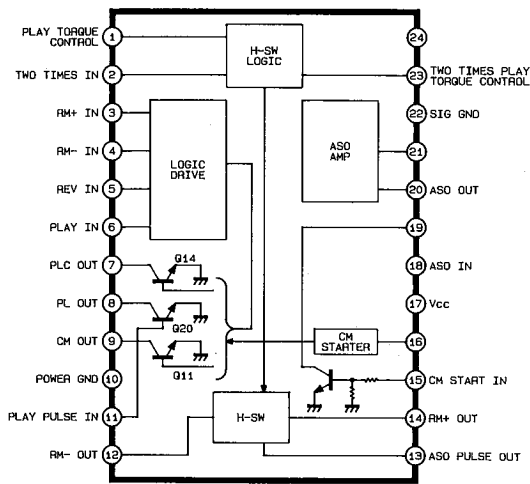 PLAY TORQUE
CONTROL
1
TWO TIMES IN
2
RM+ IN
3
RM- IN
4
REV IN
5
PLAY IN
6
PLC OUT
7
PL OUT
8
CM OUT
9
POWER GND
10
PLAY PULSE IN
11
RM- OUT
12
H-SW
LOGIC
LOGIC
DRIVE
ASO
AMP
Q14
Q20
Q11
CM
STARTER
H-SW
24
23
TWO TIMES PLAY
TORQUE CONTROL
22
SIG GND
21
20
ASO OUT
19
18
ASO IN
17
Vcc
16
15
CM START IN
14
RM+ OUT
13
ASO PULSE OUT